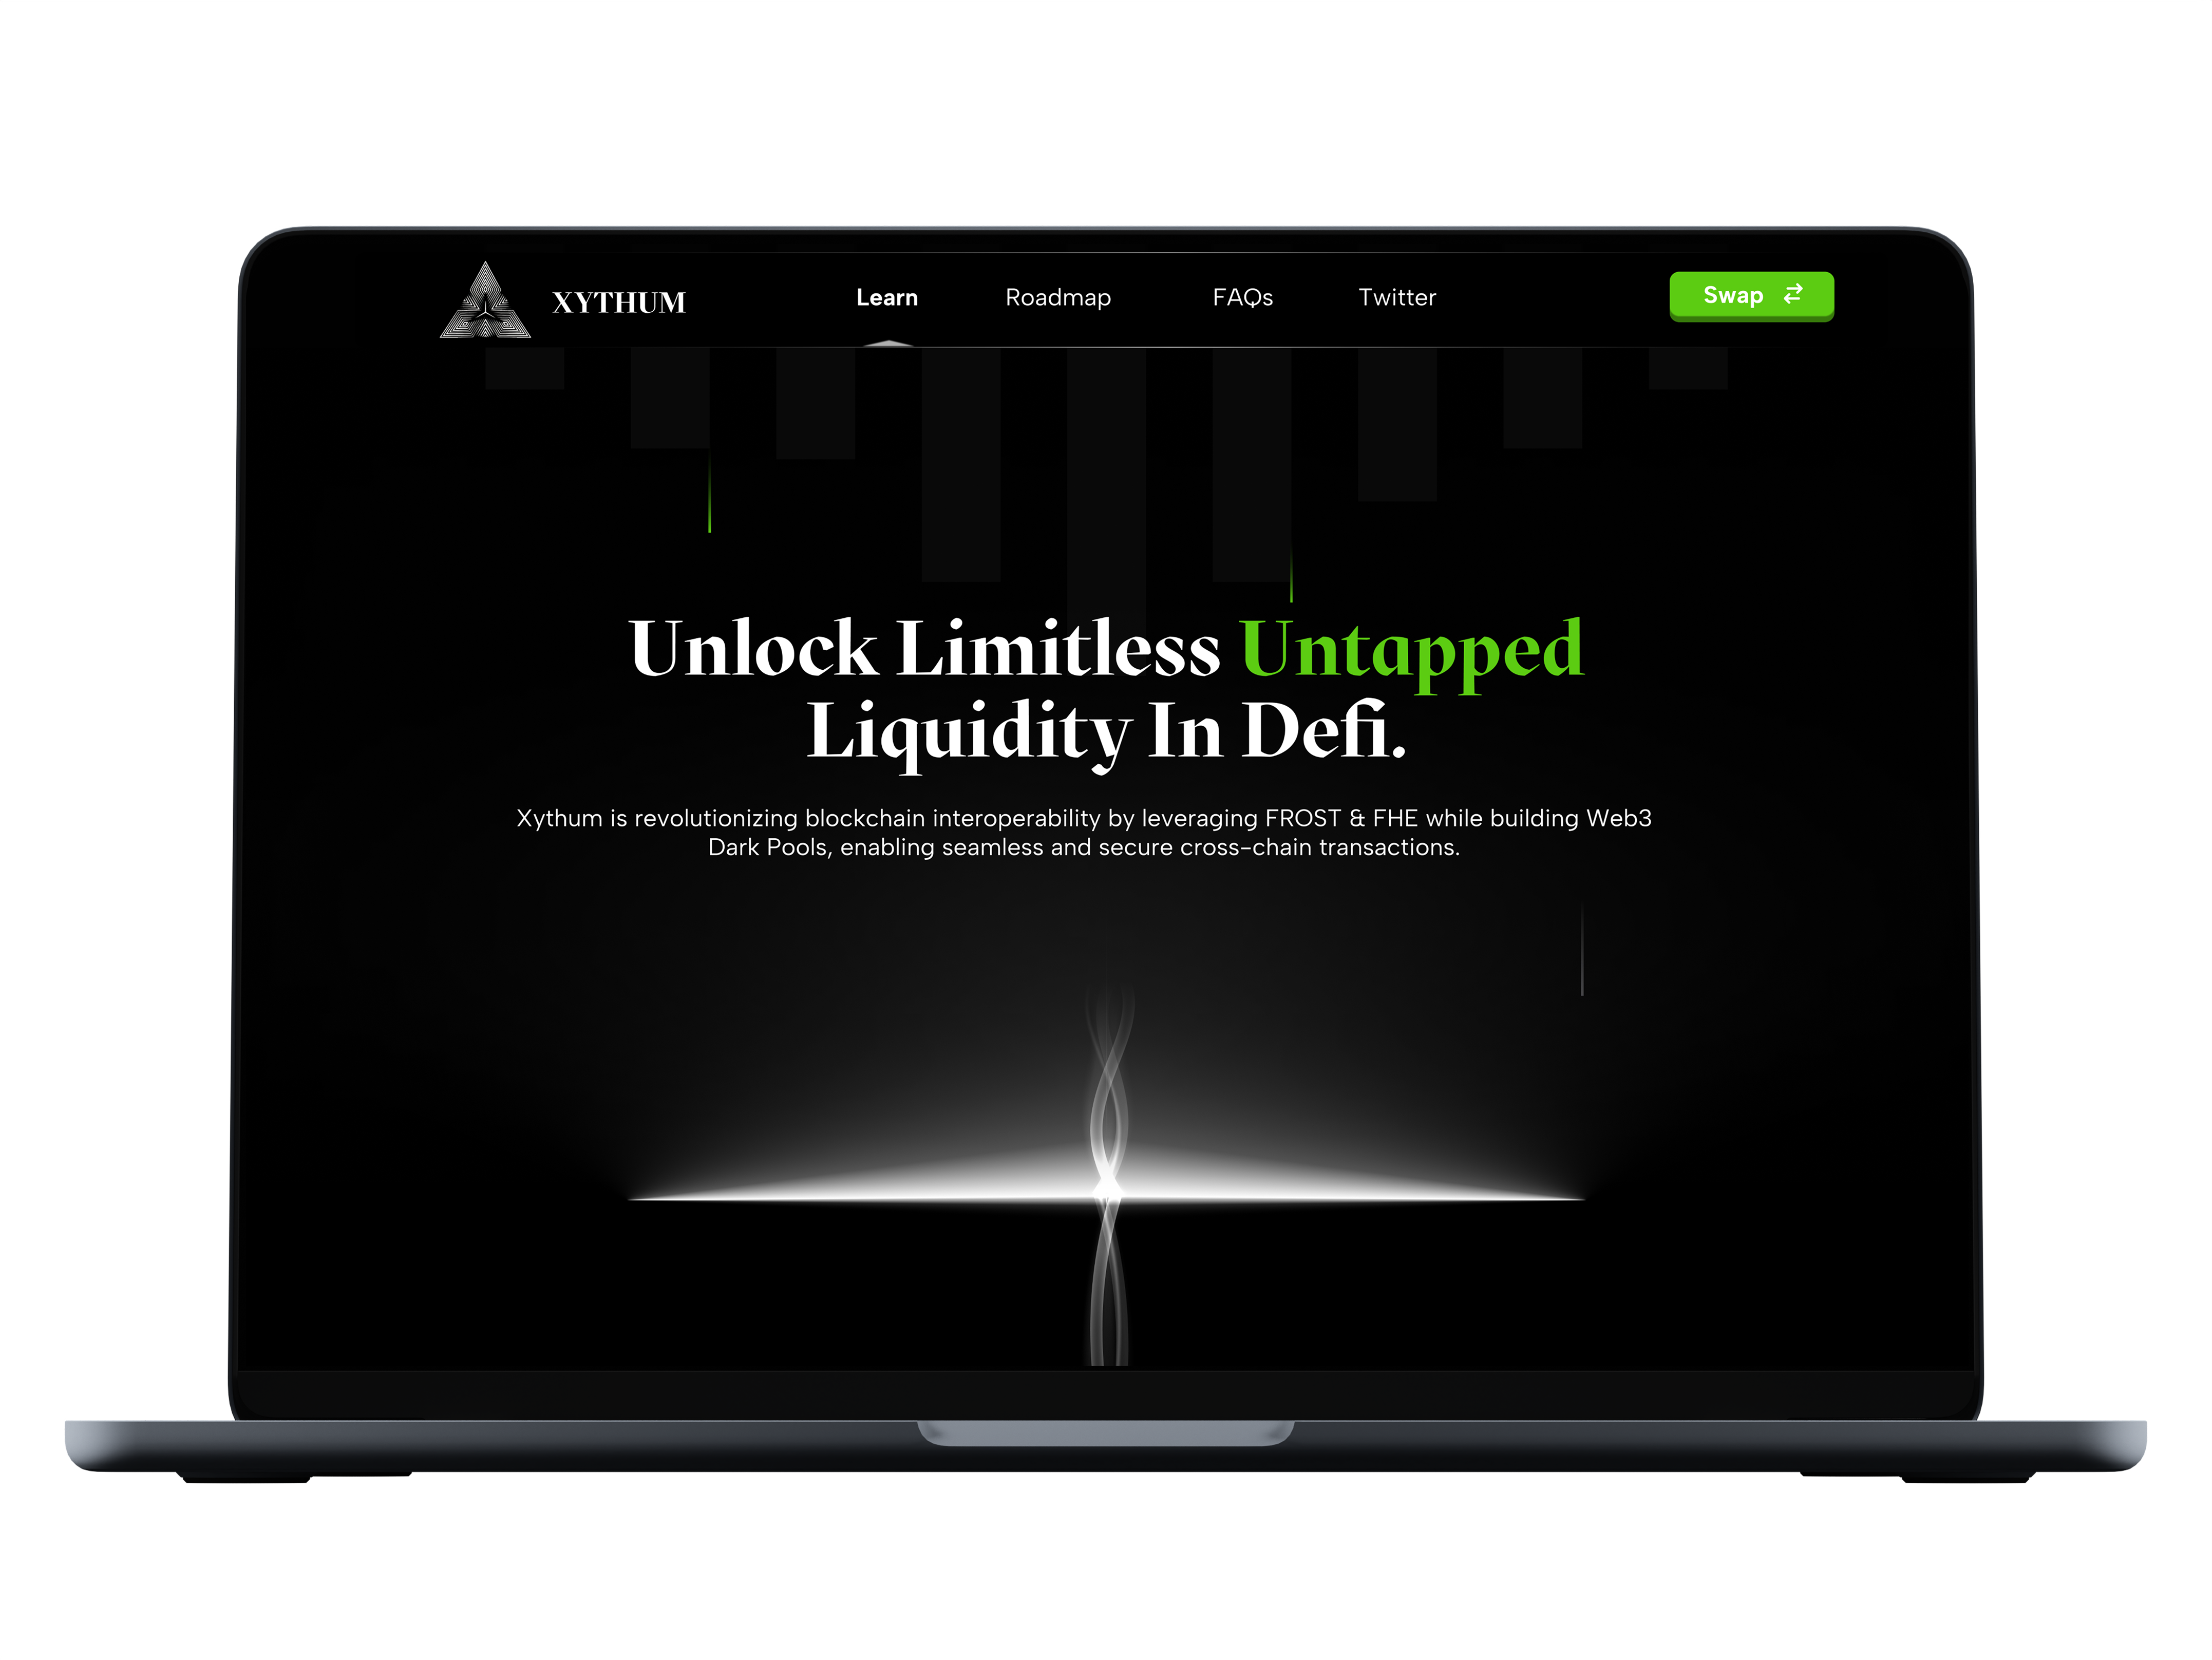 XYTHUM
Learn
Roadmap
FAQs
Twitter
Swap
Unlock Limitless Untapped
Liquidity In Defi.
Xythum is revolutionizing blockchain interoperability by leveraging FROST & FHE while building Web3
Dark Pools, enabling seamless and secure cross-chain transactions.